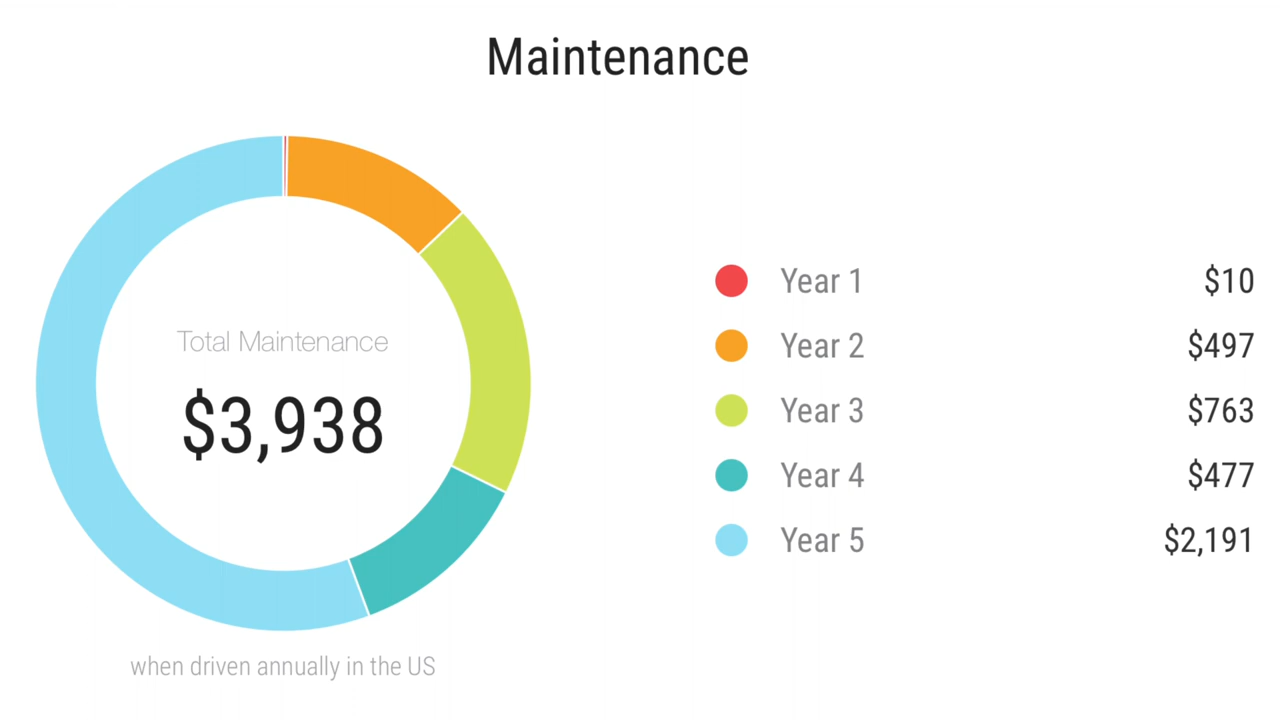 Maintenance
Total Maintenance
$3,938
when driven annually in the US
Year 1 $10
Year 2 $497
Year 3 $763
Year 4 $477
Year 5 $2,191